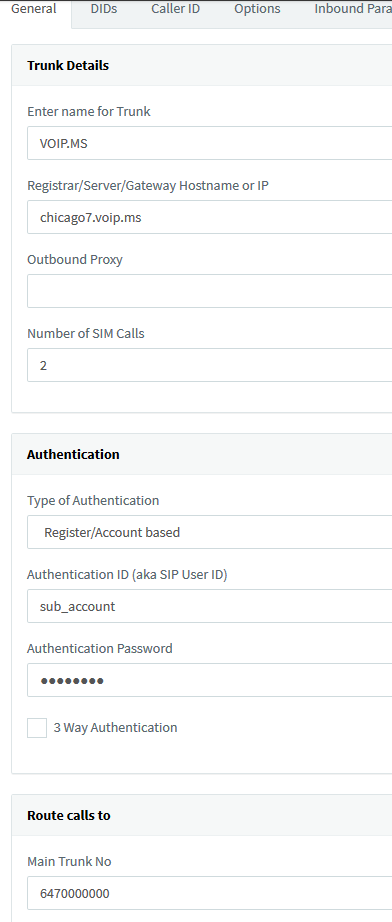 General DIDs Caller ID Options Inbound Para
Trunk Details
Enter name for Trunk
VOIP.MS
Registrar/Server/Gateway Hostname or IP
chicago7.voip.ms
Outbound Proxy
Number of SIM Calls
2
Authentication
Type of Authentication
Register/Account based
Authentication ID (aka SIP User ID)
sub_account
Authentication Password
●●●●●●●●
3 Way Authentication
Route calls to
Main Trunk No
6470000000